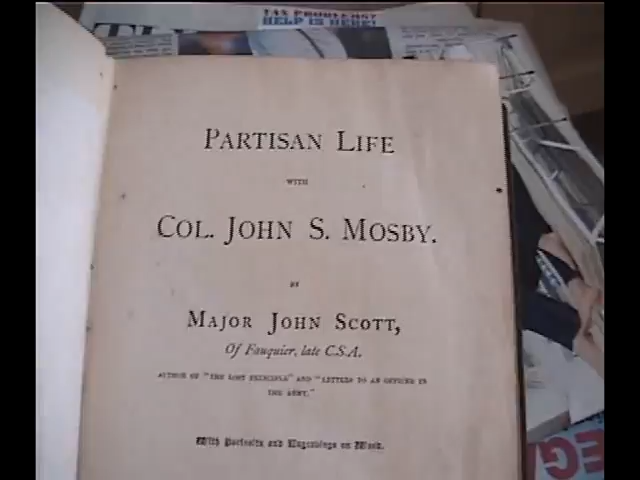 TAX PROBLEMS?
HELP IS HERE!
PARTISAN LIFE
WITH
COL. JOHN S. MOSBY.
BY
MAJOR JOHN SCOTT,
Of Fauquier, late C.S.A.
AUTHOR OF "THE LOST PRINCIPLE" AND "LETTERS TO AN OFFICER IN
THE ARMY."
With Portraits and Engravings on Wood.